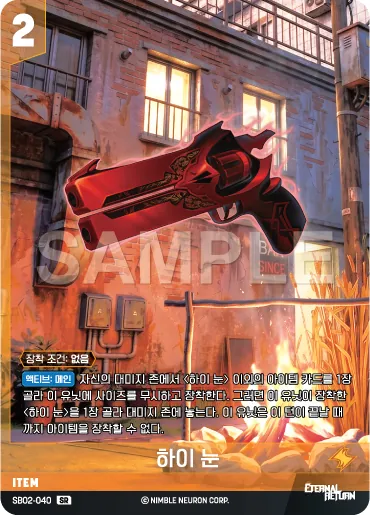 2
SAMPLE
BA
SINCE
장착 조건: 없음
액티브: 메인 자신의 대미지 존에서 <하이 눈> 이외의 아이템 카드를 1장
골라 이 유닛에 사이즈를 무시하고 장착한다. 그러면 이 유닛이 장착한
<하이 눈>을 1장 골라 대미지 존에 놓는다. 이 유닛은 이 턴이 끝날 때
까지 아이템을 장착할 수 없다.
하이 눈
ITEM
SB02-040 SR
© NIMBLE NEURON CORP.
ETERNAL RETURN